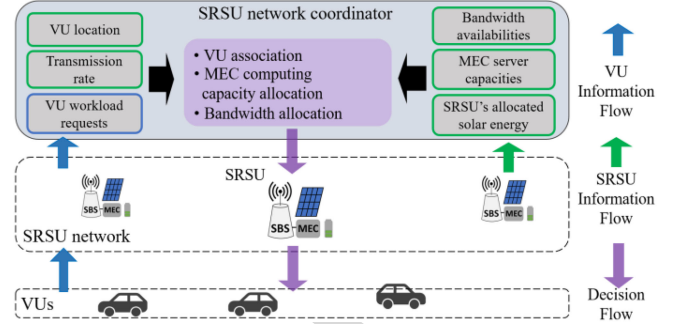 SRSU network coordinator
VU location
Transmission
rate
VU workload
requests
• VU association
• MEC computing
capacity allocation
• Bandwidth allocation
Bandwidth
availabilities
MEC server
capacities
SRSU's allocated
solar energy
VU
Information
Flow
SRSU
SBS
MEC
SBS
MEC
SBS
MEC
SRSU network
SRSU
Information
Flow
VUs
Decision
Flow